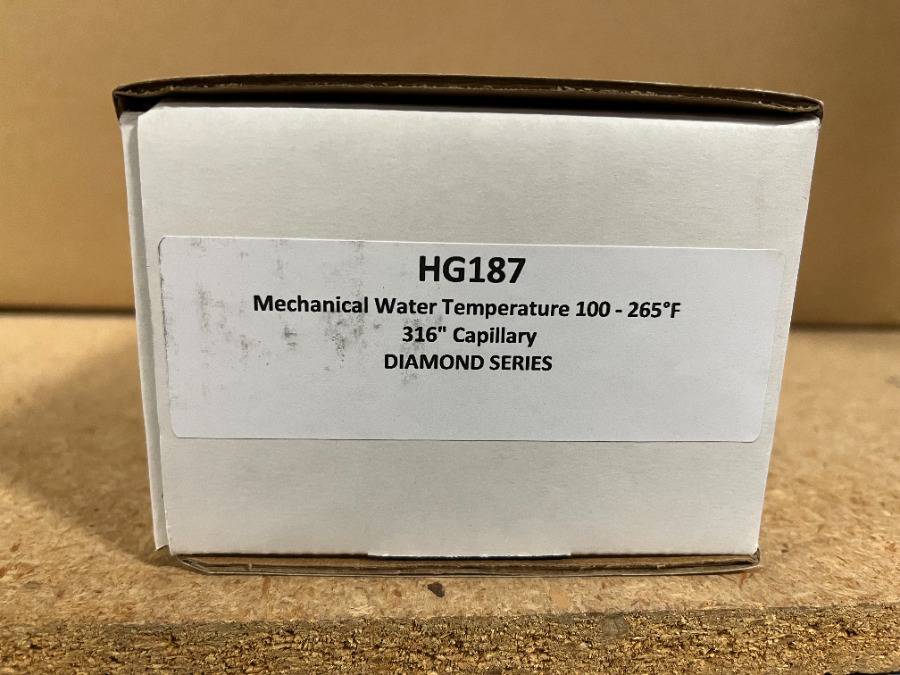 HG187
Mechanical Water Temperature 100 - 265°F
316" Capillary
DIAMOND SERIES